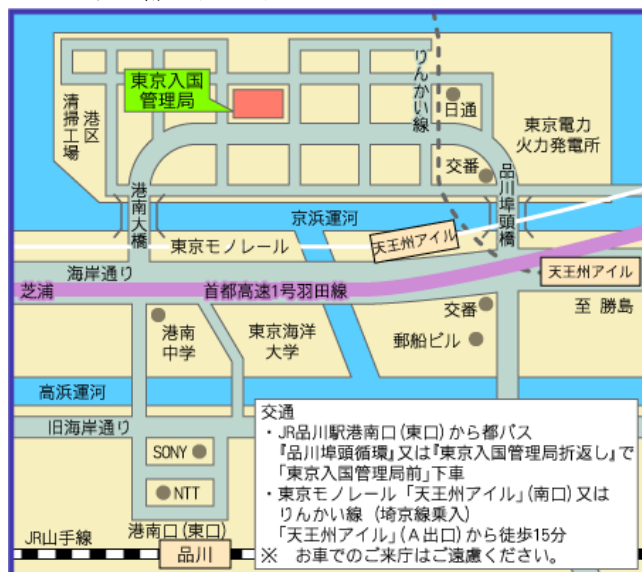 東京入国
管理局
りんかい線
日通
港区
清掃工場
東京電力
火力発電所
交番
品川埠頭橋
港南大橋
京浜運河
東京モノレール
天王州アイル
海岸通り
天王州アイル
芝浦
首都高速1号羽田線
至 勝島
港南
中学
東京海洋
大学
交番
郵船ビル
高浜運河
旧海岸通り
SONY
NTT
港南口(東口)
JR山手線
品川
交通
・JR品川駅港南口(東口)から都バス
『品川埠頭循環』又は『東京入国管理局折返し』で
「東京入国管理局前」下車
・東京モノレール「天王州アイル」(南口)又は
りんかい線 (埼京線乗入)
「天王州アイル」(A出口)から徒歩15分
※ お車でのご来庁はご遠慮ください。